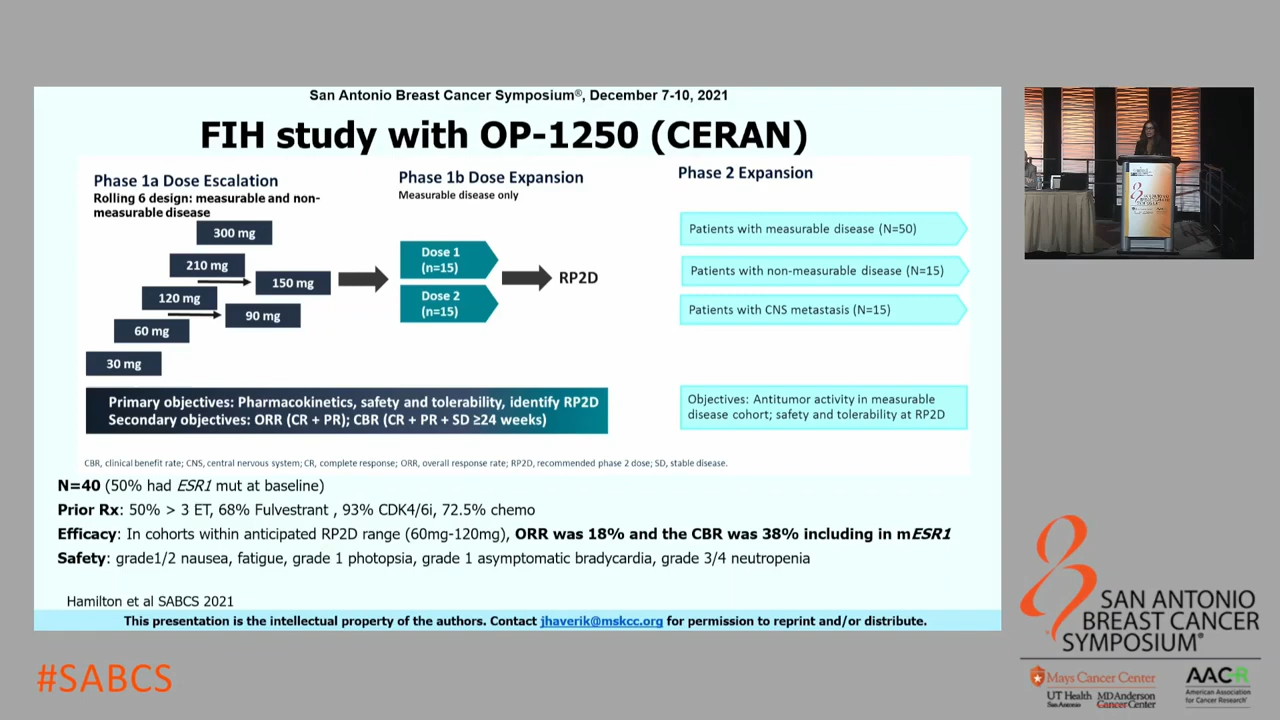 San Antonio Breast Cancer Symposium®, December 7-10, 2021
FIH study with OP-1250 (CERAN)
Phase 1a Dose Escalation
Rolling 6 design: measurable and non-
measurable disease
300 mg
210 mg
150 mg
120 mg
90 mg
60 mg
30 mg
Phase 1b Dose Expansion
Measurable disease only
Dose 1
(n=15)
Dose 2
(n=15)
RP2D
Phase 2 Expansion
Patients with measurable disease (N=50)
Patients with non-measurable disease (N=15)
Patients with CNS metastasis (N=15)
Primary objectives: Pharmacokinetics, safety and tolerability, identify RP2D
Secondary objectives: ORR (CR + PR); CBR (CR + PR + SD ≥24 weeks)
Objectives: Antitumor activity in measurable
disease cohort; safety and tolerability at RP2D
CBR, clinical benefit rate; CNS, central nervous system; CR, complete response; ORR, overall response rate; RP2D, recommended phase 2 dose; SD, stable disease.
N=40 (50% had ESR1 mut at baseline)
Prior Rx: 50% > 3 ET, 68% Fulvestrant , 93% CDK4/6i, 72.5% chemo
Efficacy: In cohorts within anticipated RP2D range (60mg-120mg), ORR was 18% and the CBR was 38% including in mESR1
Safety: grade1/2 nausea, fatigue, grade 1 photopsia, grade 1 asymptomatic bradycardia, grade 3/4 neutropenia
Hamilton et al SABCS 2021
This presentation is the intellectual property of the authors. Contact jhaverik@mskcc.org for permission to reprint and/or distribute.
#SABCS
SAN ANTONIO
BREAST CANCER
SYMPOSIUM®
Mays Cancer Center
UT Health
San Antonio
MD Anderson
Cancer Center
AACR
American Association
for Cancer Research®